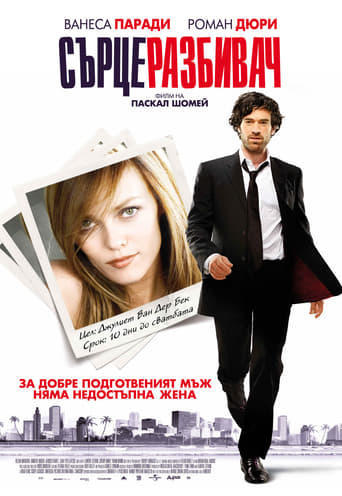 ВАНЕСА ПАРАДИ РОМАН ДЮРИ
СЪРЦЕРАЗБИВАЧ
ФИЛМ НА
ПАСКАЛ ШОМЕЙ
Цел: Джулиет Ван Дер Бек
Срок: 10 дни до сватбата
ЗА ДОБРЕ ПОДГОТВЕНИЯТ МЪЖ
НЯМА НЕДОСТЪПНА ЖЕНА